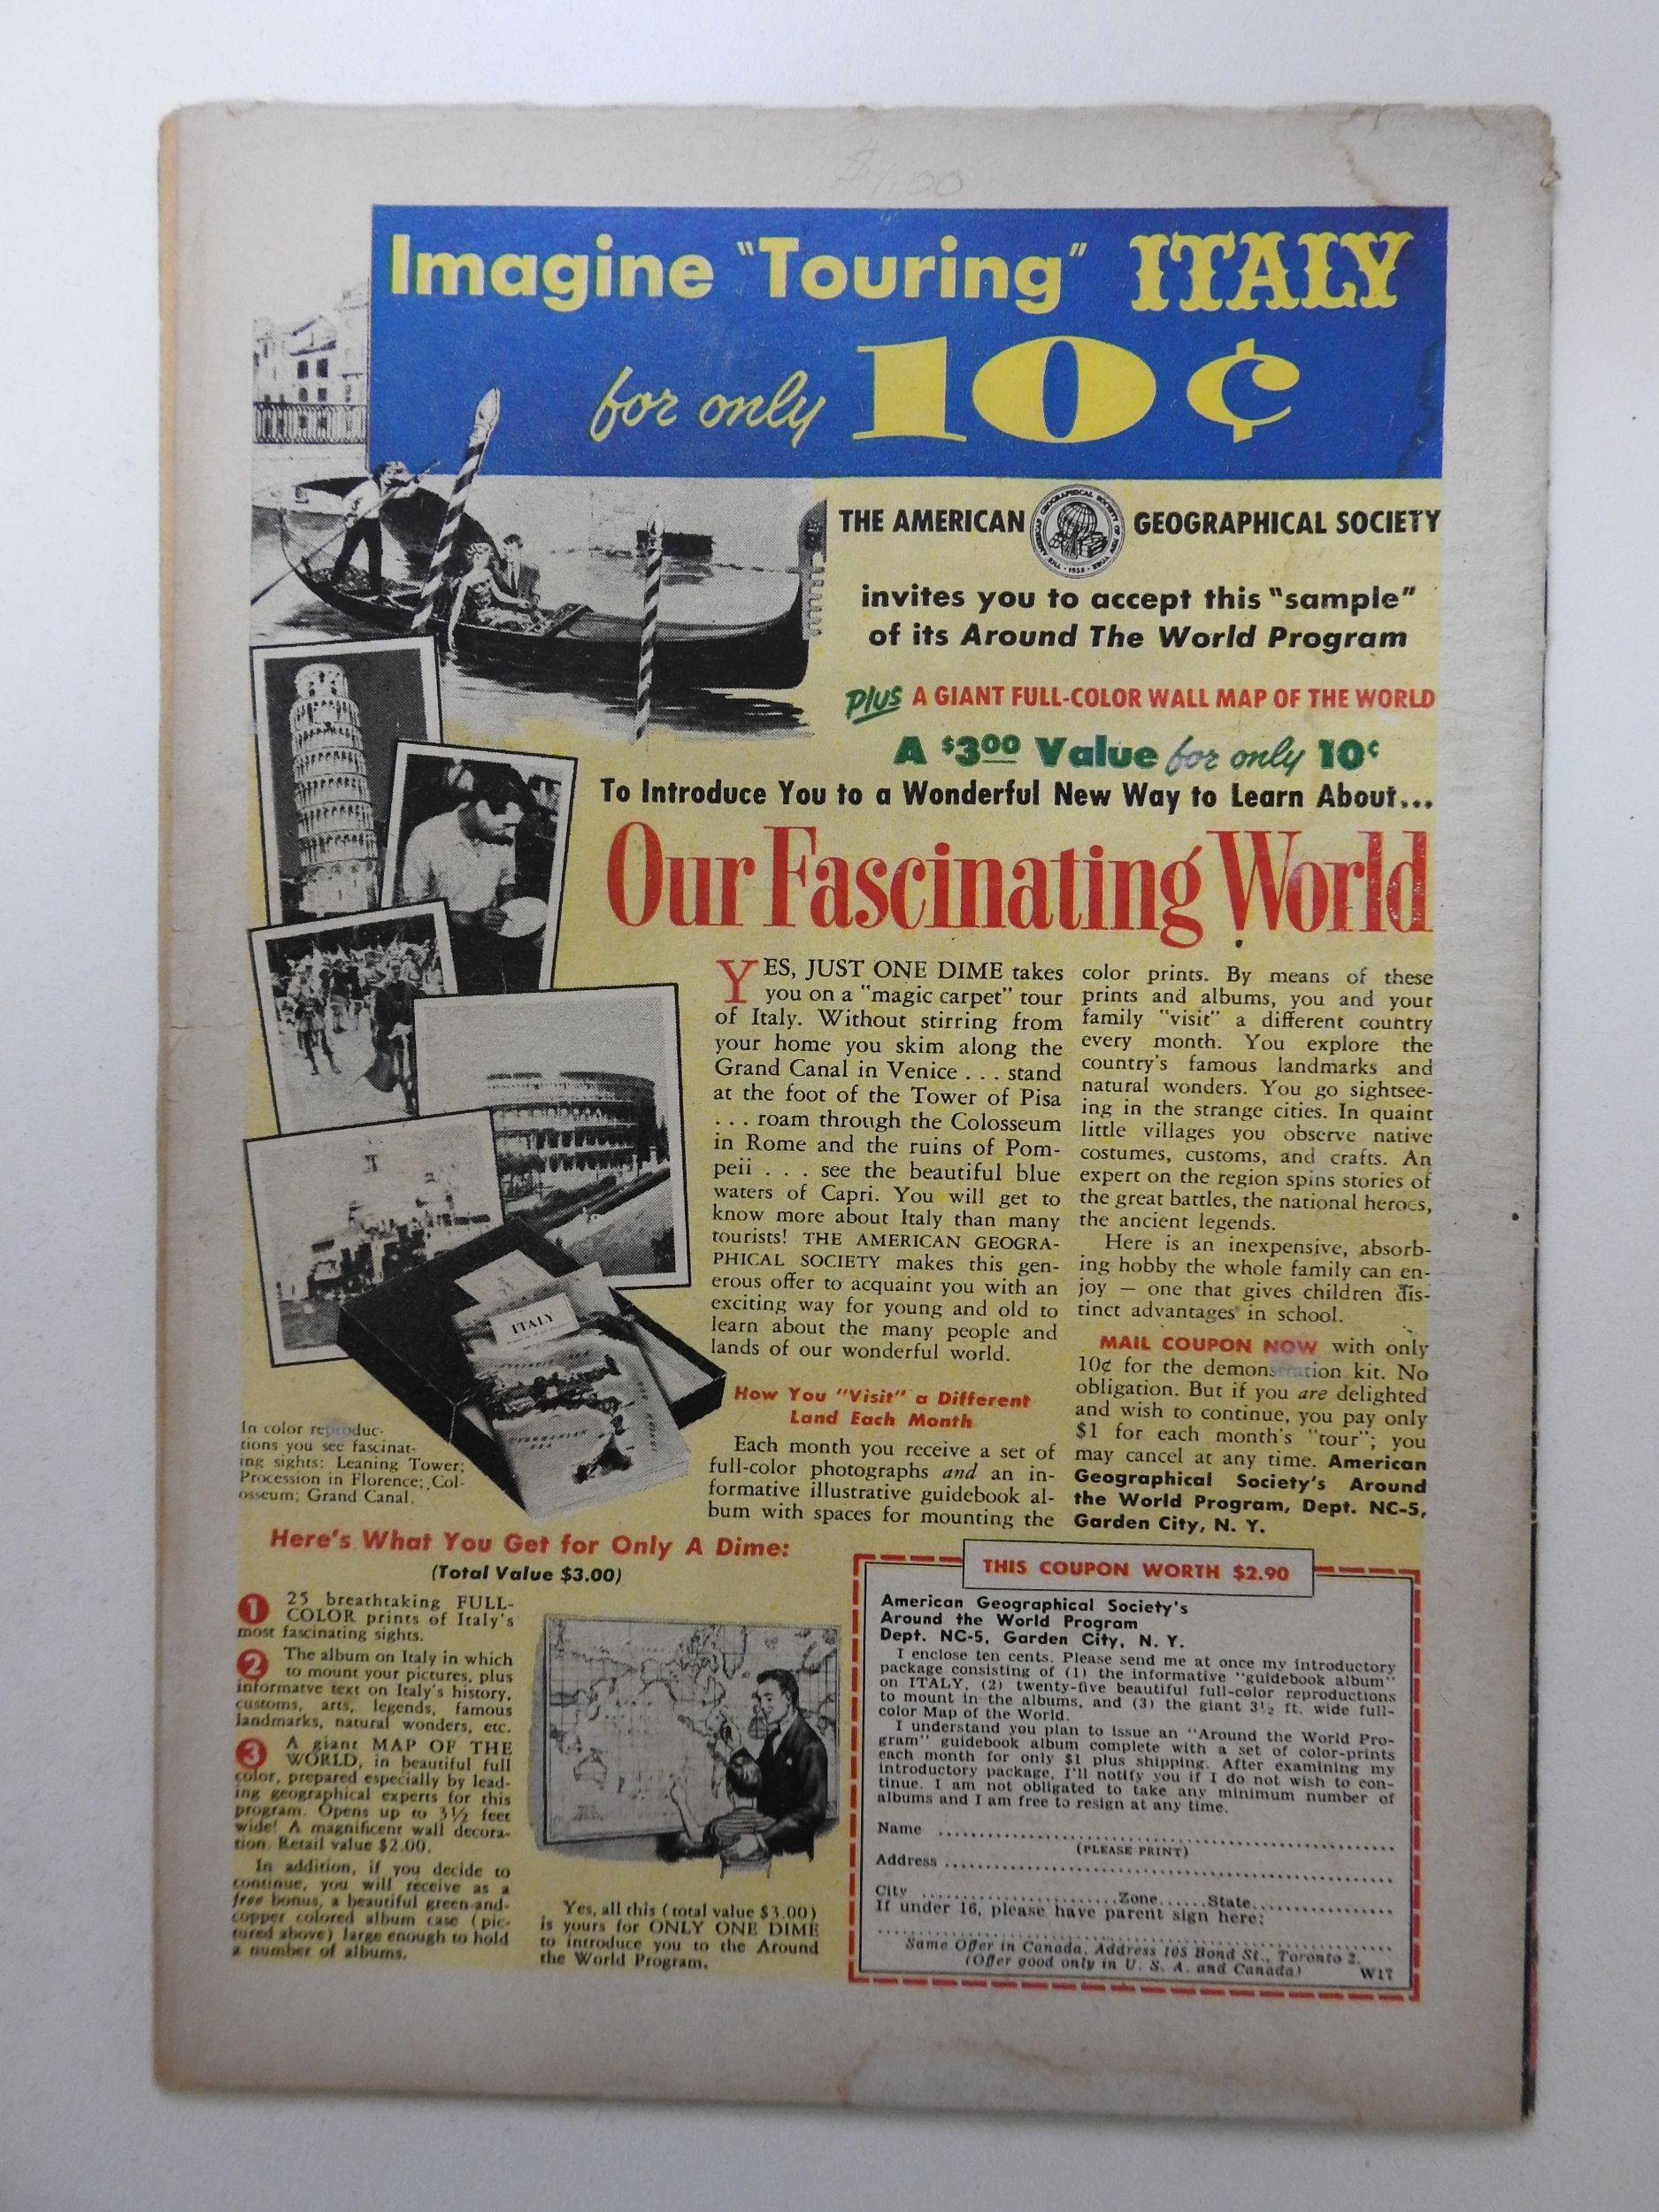 $1.00
Imagine "Touring" ITALY
for only 10¢
THE AMERICAN GEOGRAPHICAL SOCIETY
THE AMERICAN GEOGRAPHICAL SOCIETY OF NEW YORK
invites you to accept this "sample"
of its Around The World Program
plus A GIANT FULL-COLOR WALL MAP OF THE WORLD
A $3.00 Value for only 10¢
To Introduce You to a Wonderful New Way to Learn About...
Our Fascinating World
YES, JUST ONE DIME takes
you on a "magic carpet" tour
of Italy. Without stirring from
your home you skim along the
Grand Canal in Venice . . . stand
at the foot of the Tower of Pisa
. . . roam through the Colosseum
in Rome and the ruins of Pom-
peii . . . see the beautiful blue
waters of Capri. You will get to
know more about Italy than many
tourists! THE AMERICAN GEOGRA-
PHICAL SOCIETY makes this gen-
erous offer to acquaint you with an
exciting way for young and old to
learn about the many people and
lands of our wonderful world.
How You "Visit" a Different
Land Each Month
Each month you receive a set of
full-color photographs and an in-
formative illustrative guidebook al-
bum with spaces for mounting the
color prints. By means of these
prints and albums, you and your
family "visit" a different country
every month. You explore the
country's famous landmarks and
natural wonders. You go sightsee-
ing in the strange cities. In quaint
little villages you observe native
costumes, customs, and crafts. An
expert on the region spins stories of
the great battles, the national heroes,
the ancient legends.
Here is an inexpensive, absorb-
ing hobby the whole family can en-
joy — one that gives children dis-
tinct advantages in school.
MAIL COUPON NOW with only
10¢ for the demonstration kit. No
obligation. But if you are delighted
and wish to continue, you pay only
$1 for each month's "tour"; you
may cancel at any time. American
Geographical Society's Around
the World Program, Dept. NC-5,
Garden City, N. Y.
ITALY
In color reproduc-
tions you see fascinat-
ing sights: Leaning Tower;
Procession in Florence; Col-
osseum; Grand Canal.
Here's What You Get for Only A Dime:
(Total Value $3.00)
1 25 breathtaking FULL-
COLOR prints of Italy's
most fascinating sights.
2 The album on Italy in which
to mount your pictures, plus
informatve text on Italy's history,
customs, arts, legends, famous
landmarks, natural wonders, etc.
3 A giant MAP OF THE
WORLD, in beautiful full
color, prepared especially by lead-
ing geographical experts for this
program. Opens up to 3½ feet
wide! A magnificent wall decora-
tion. Retail value $2.00.
In addition, if you decide to
continue, you will receive as a
free bonus, a beautiful green-and-
copper colored album case (pic-
tured above) large enough to hold
a number of albums.
Yes, all this (total value $3.00)
is yours for ONLY ONE DIME
to introduce you to the Around
the World Program.
THIS COUPON WORTH $2.90
American Geographical Society's
Around the World Program
Dept. NC-5, Garden City, N. Y.
I enclose ten cents. Please send me at once my introductory
package consisting of (1) the informative "guidebook album"
on ITALY, (2) twenty-five beautiful full-color reproductions
to mount in the albums, and (3) the giant 3½ ft. wide full-
color Map of the World.
I understand you plan to issue an "Around the World Pro-
gram" guidebook album complete with a set of color-prints
each month for only $1 plus shipping. After examining my
introductory package, I'll notify you if I do not wish to con-
tinue. I am not obligated to take any minimum number of
albums and I am free to resign at any time.
Name
(PLEASE PRINT)
Address
City Zone State
If under 16, please have parent sign here:
Same Offer in Canada, Address 105 Bond St., Toronto 2.
(Offer good only in U. S. A. and Canada) W17